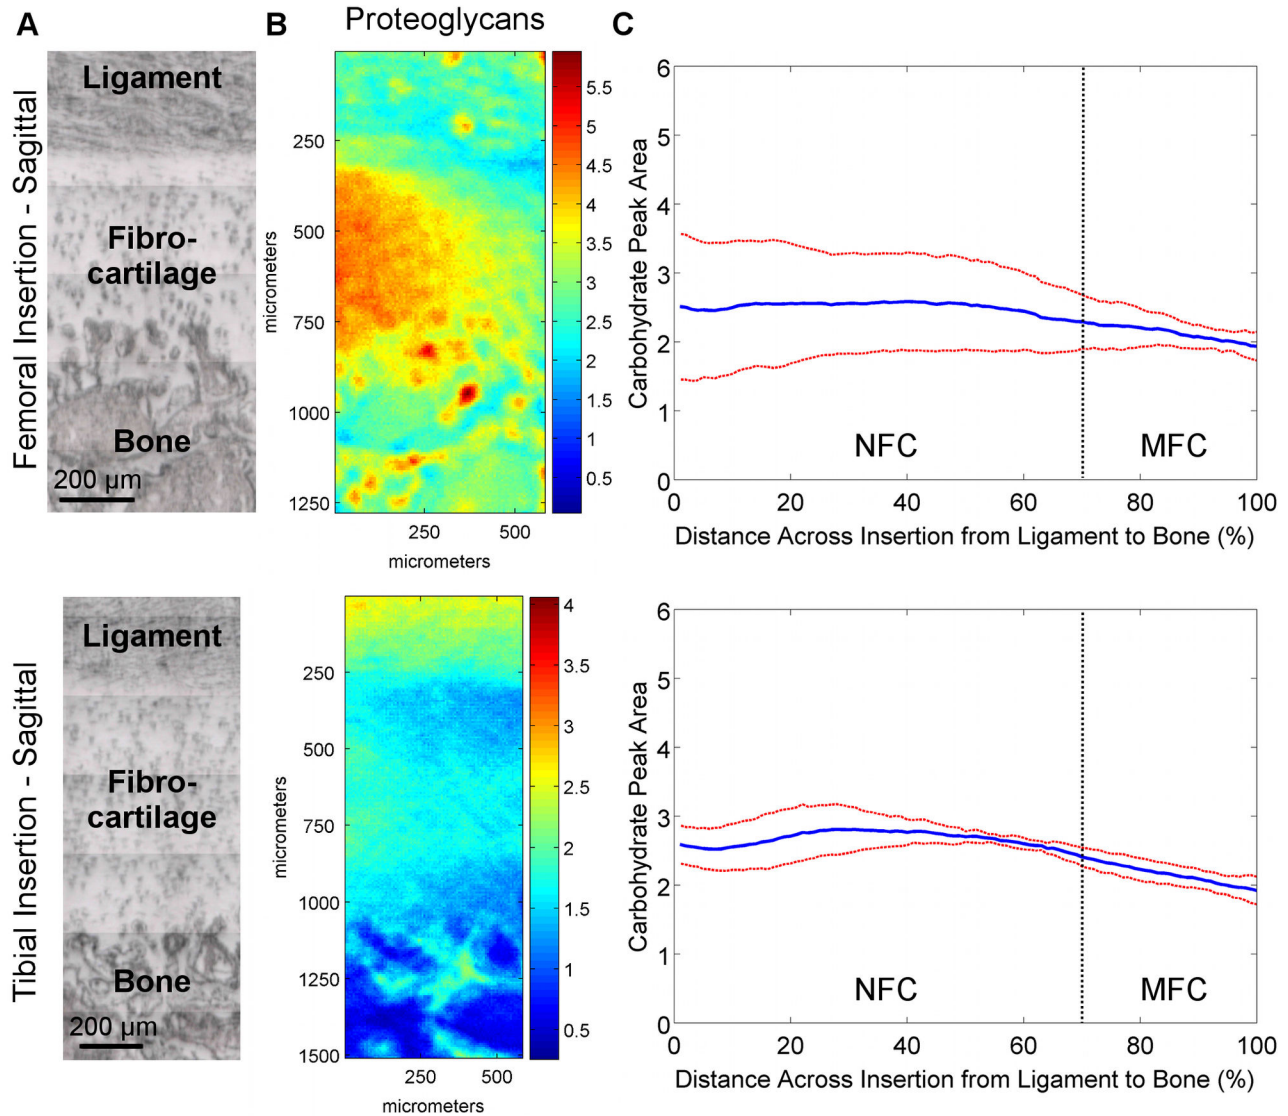 A
B
Proteoglycans
C
Femoral Insertion - Sagittal
Ligament
Fibro-
cartilage
Bone
200 µm
micrometers
250
500
750
1000
1250
250
500
micrometers
5.5
5
4.5
4
3.5
3
2.5
2
1.5
1
0.5
Carbohydrate Peak Area
6
5
4
3
2
1
0
NFC
MFC
0
20
40
60
80
100
Distance Across Insertion from Ligament to Bone (%)
Tibial Insertion - Sagittal
Ligament
Fibro-
cartilage
Bone
200 µm
micrometers
250
500
750
1000
1250
1500
250
500
micrometers
4
3.5
3
2.5
2
1.5
1
0.5
Carbohydrate Peak Area
6
5
4
3
2
1
0
NFC
MFC
0
20
40
60
80
100
Distance Across Insertion from Ligament to Bone (%)